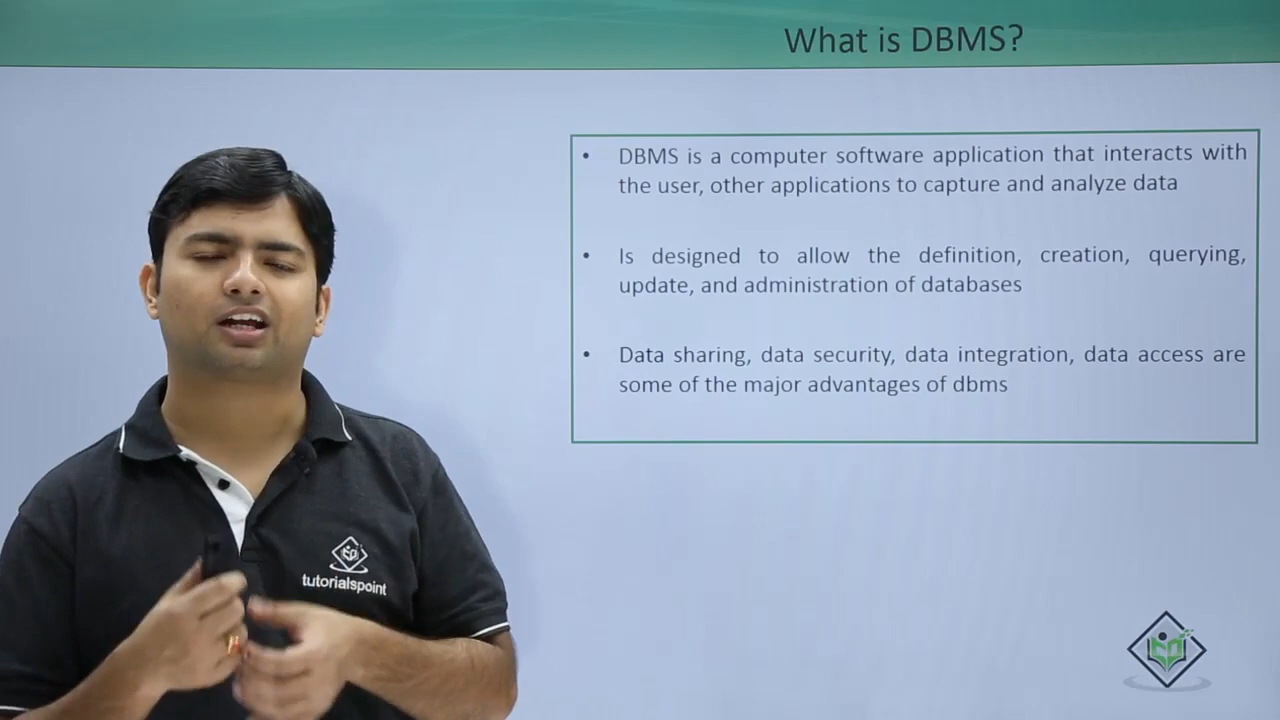 What is DBMS?
• DBMS is a computer software application that interacts with
the user, other applications to capture and analyze data
• Is designed to allow the definition, creation, querying,
update, and administration of databases
• Data sharing, data security, data integration, data access are
some of the major advantages of dbms
tutorialspoint